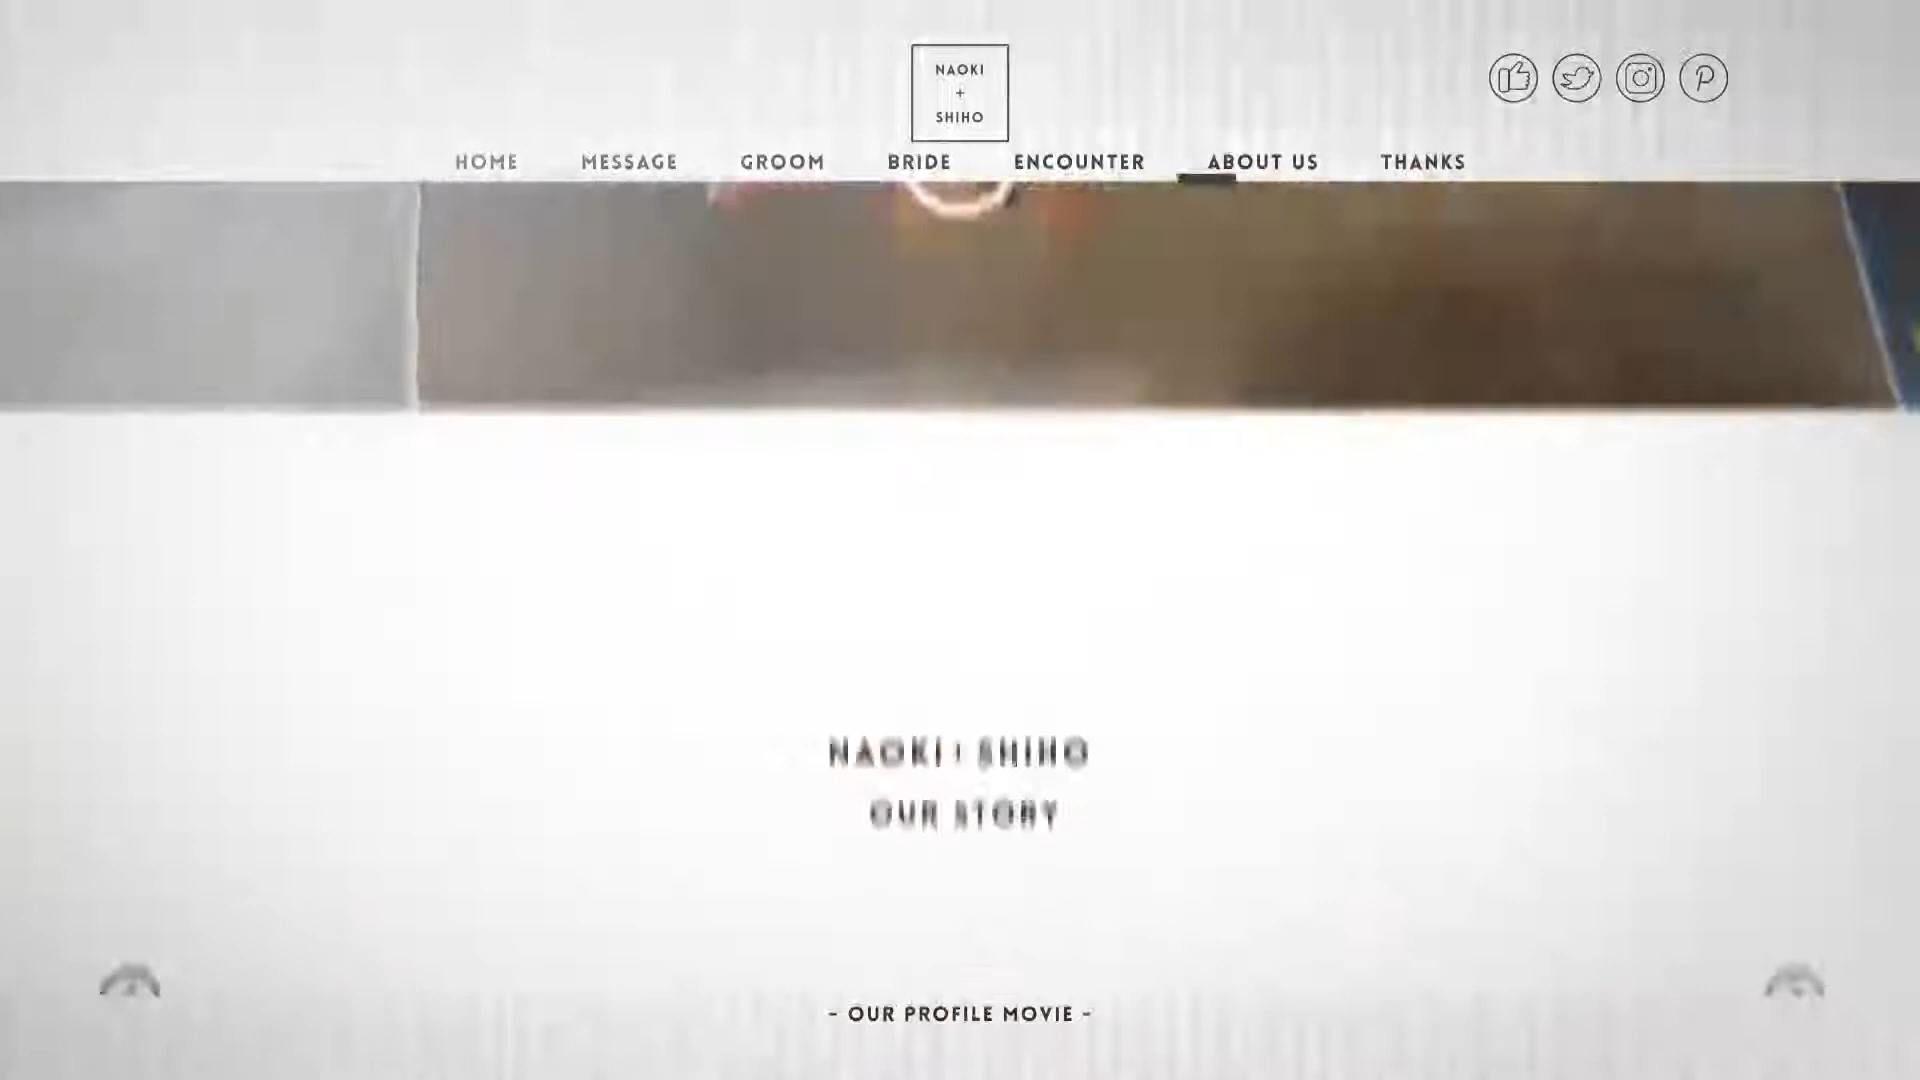 NAOKI
+
SHIHO
HOME MESSAGE GROOM BRIDE ENCOUNTER ABOUT US THANKS
NAOKI + SHIHO
OUR STORY
- OUR PROFILE MOVIE -